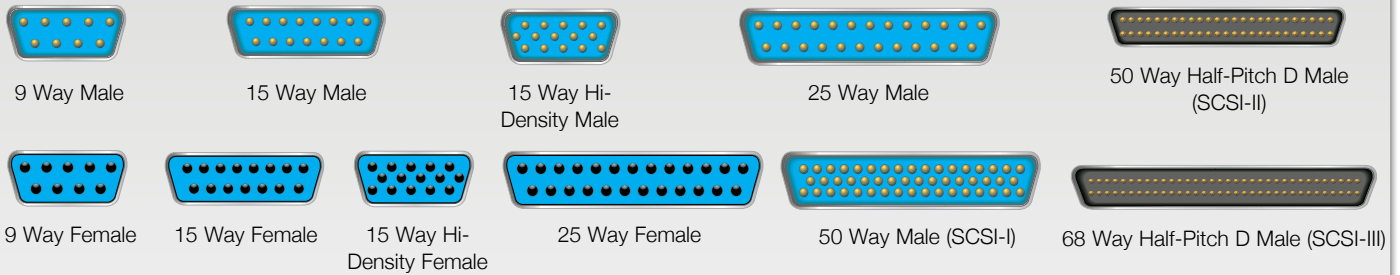 9 Way Male
15 Way Male
15 Way Hi-
Density Male
25 Way Male
50 Way Half-Pitch D Male
(SCSI-II)
9 Way Female
15 Way Female
15 Way Hi-
Density Female
25 Way Female
50 Way Male (SCSI-I)
68 Way Half-Pitch D Male (SCSI-III)